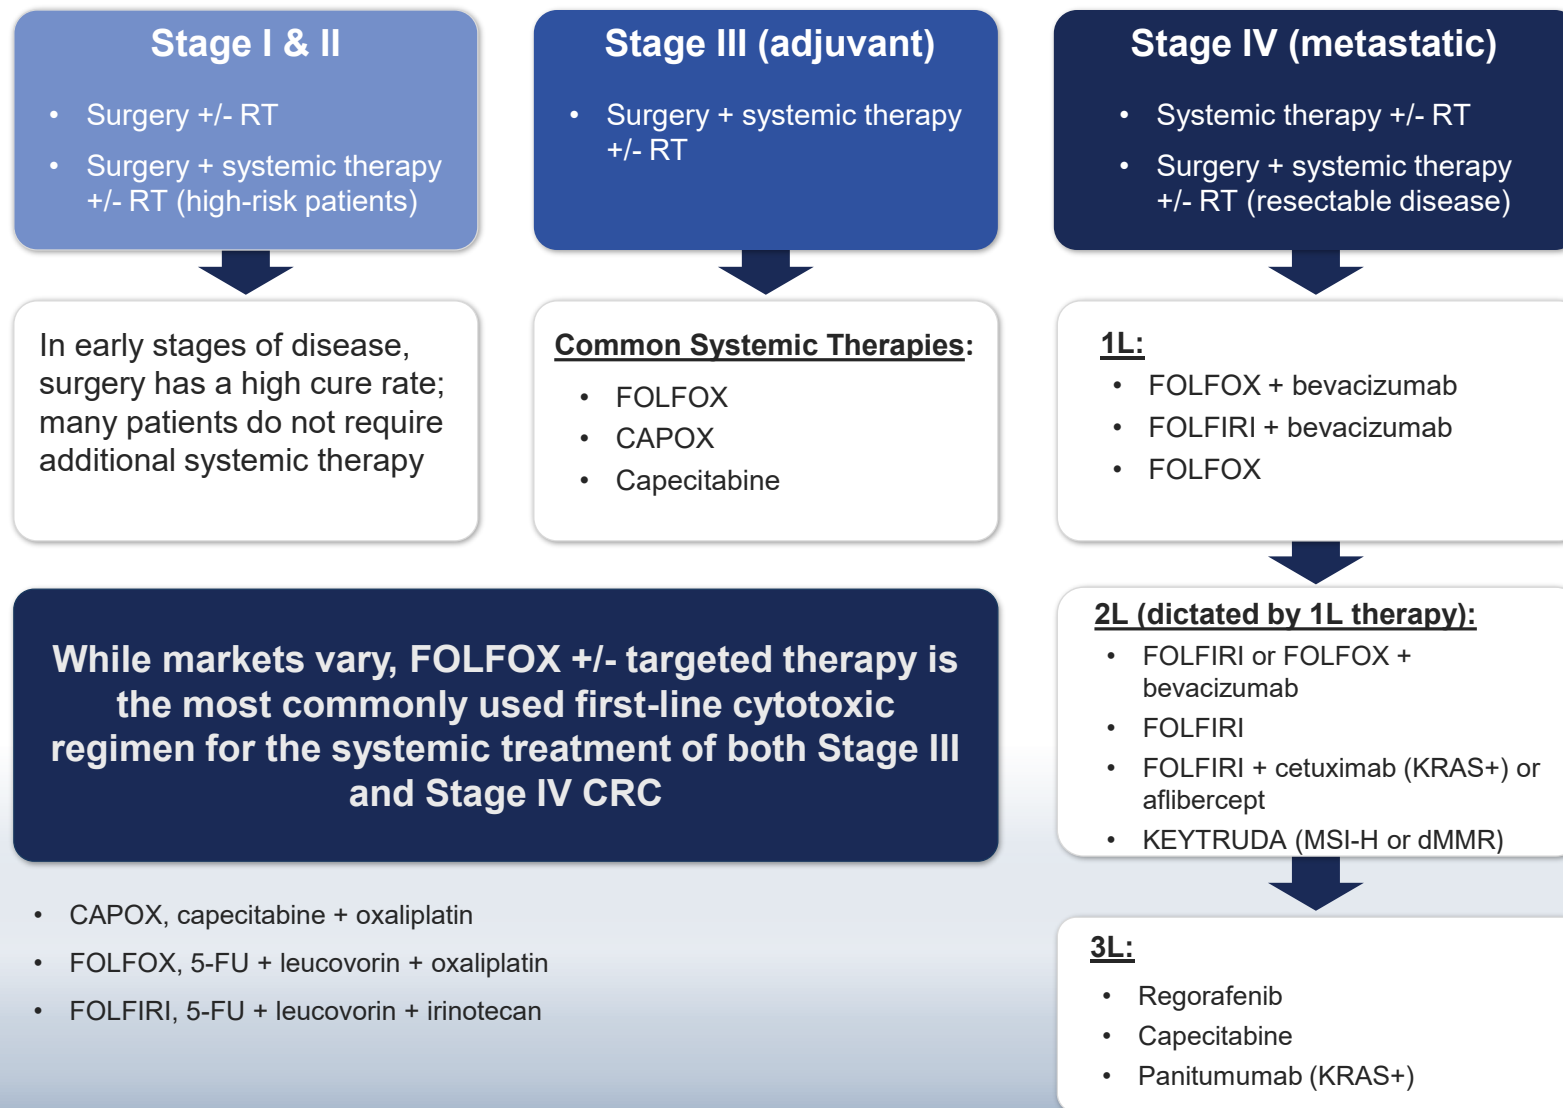 Stage I & II
• Surgery +/- RT
• Surgery + systemic therapy
+/- RT (high-risk patients)
In early stages of disease,
surgery has a high cure rate;
many patients do not require
additional systemic therapy
Stage III (adjuvant)
• Surgery + systemic therapy
+/- RT
Common Systemic Therapies:
• FOLFOX
• CAPOX
• Capecitabine
Stage IV (metastatic)
• Systemic therapy +/- RT
• Surgery + systemic therapy
+/- RT (resectable disease)
1L:
• FOLFOX + bevacizumab
• FOLFIRI + bevacizumab
• FOLFOX
2L (dictated by 1L therapy):
• FOLFIRI or FOLFOX +
bevacizumab
• FOLFIRI
• FOLFIRI + cetuximab (KRAS+) or
aflibercept
• KEYTRUDA (MSI-H or dMMR)
3L:
• Regorafenib
• Capecitabine
• Panitumumab (KRAS+)
While markets vary, FOLFOX +/- targeted therapy is
the most commonly used first-line cytotoxic
regimen for the systemic treatment of both Stage III
and Stage IV CRC
• CAPOX, capecitabine + oxaliplatin
• FOLFOX, 5-FU + leucovorin + oxaliplatin
• FOLFIRI, 5-FU + leucovorin + irinotecan